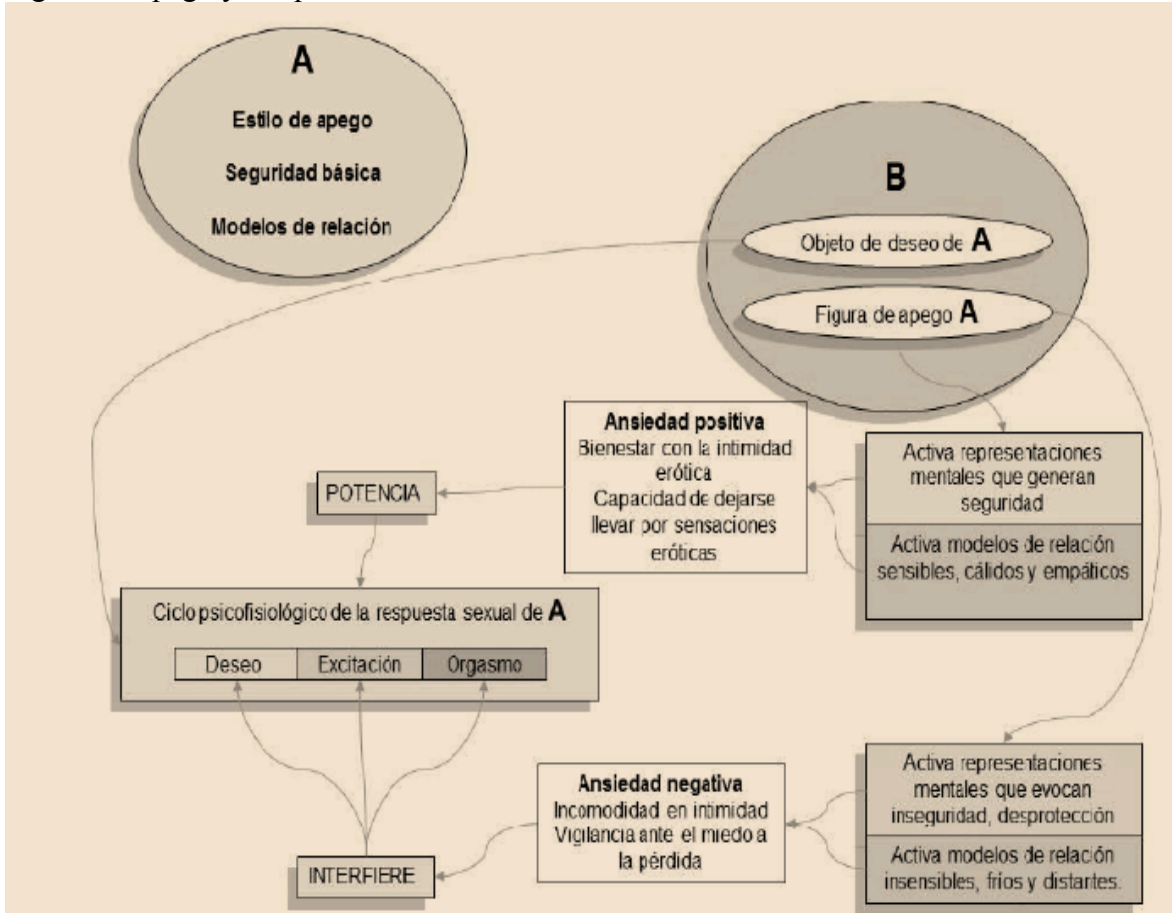 A
Estilo de apego
Seguridad básica
Modelos de relación
B
Objeto de deseo de A
Figura de apego A
Ansiedad positiva
Bienestar con la intimidad
erótica
Capacidad de dejarse
llevar por sensaciones
eróticas
Activa representaciones
mentales que generan
seguridad
Activa modelos de relación
sensibles, cálidos y empáticos
POTENCIA
Ciclo psicofisiológico de la respuesta sexual de A
Deseo
Excitación
Orgasmo
Ansiedad negativa
Incomodidad en intimidad
Vigilancia ante el miedo a
la pérdida
Activa representaciones
mentales que evocan
inseguridad, desprotección
Activa modelos de relación
insensibles, fríos y distantes.
INTERFIERE